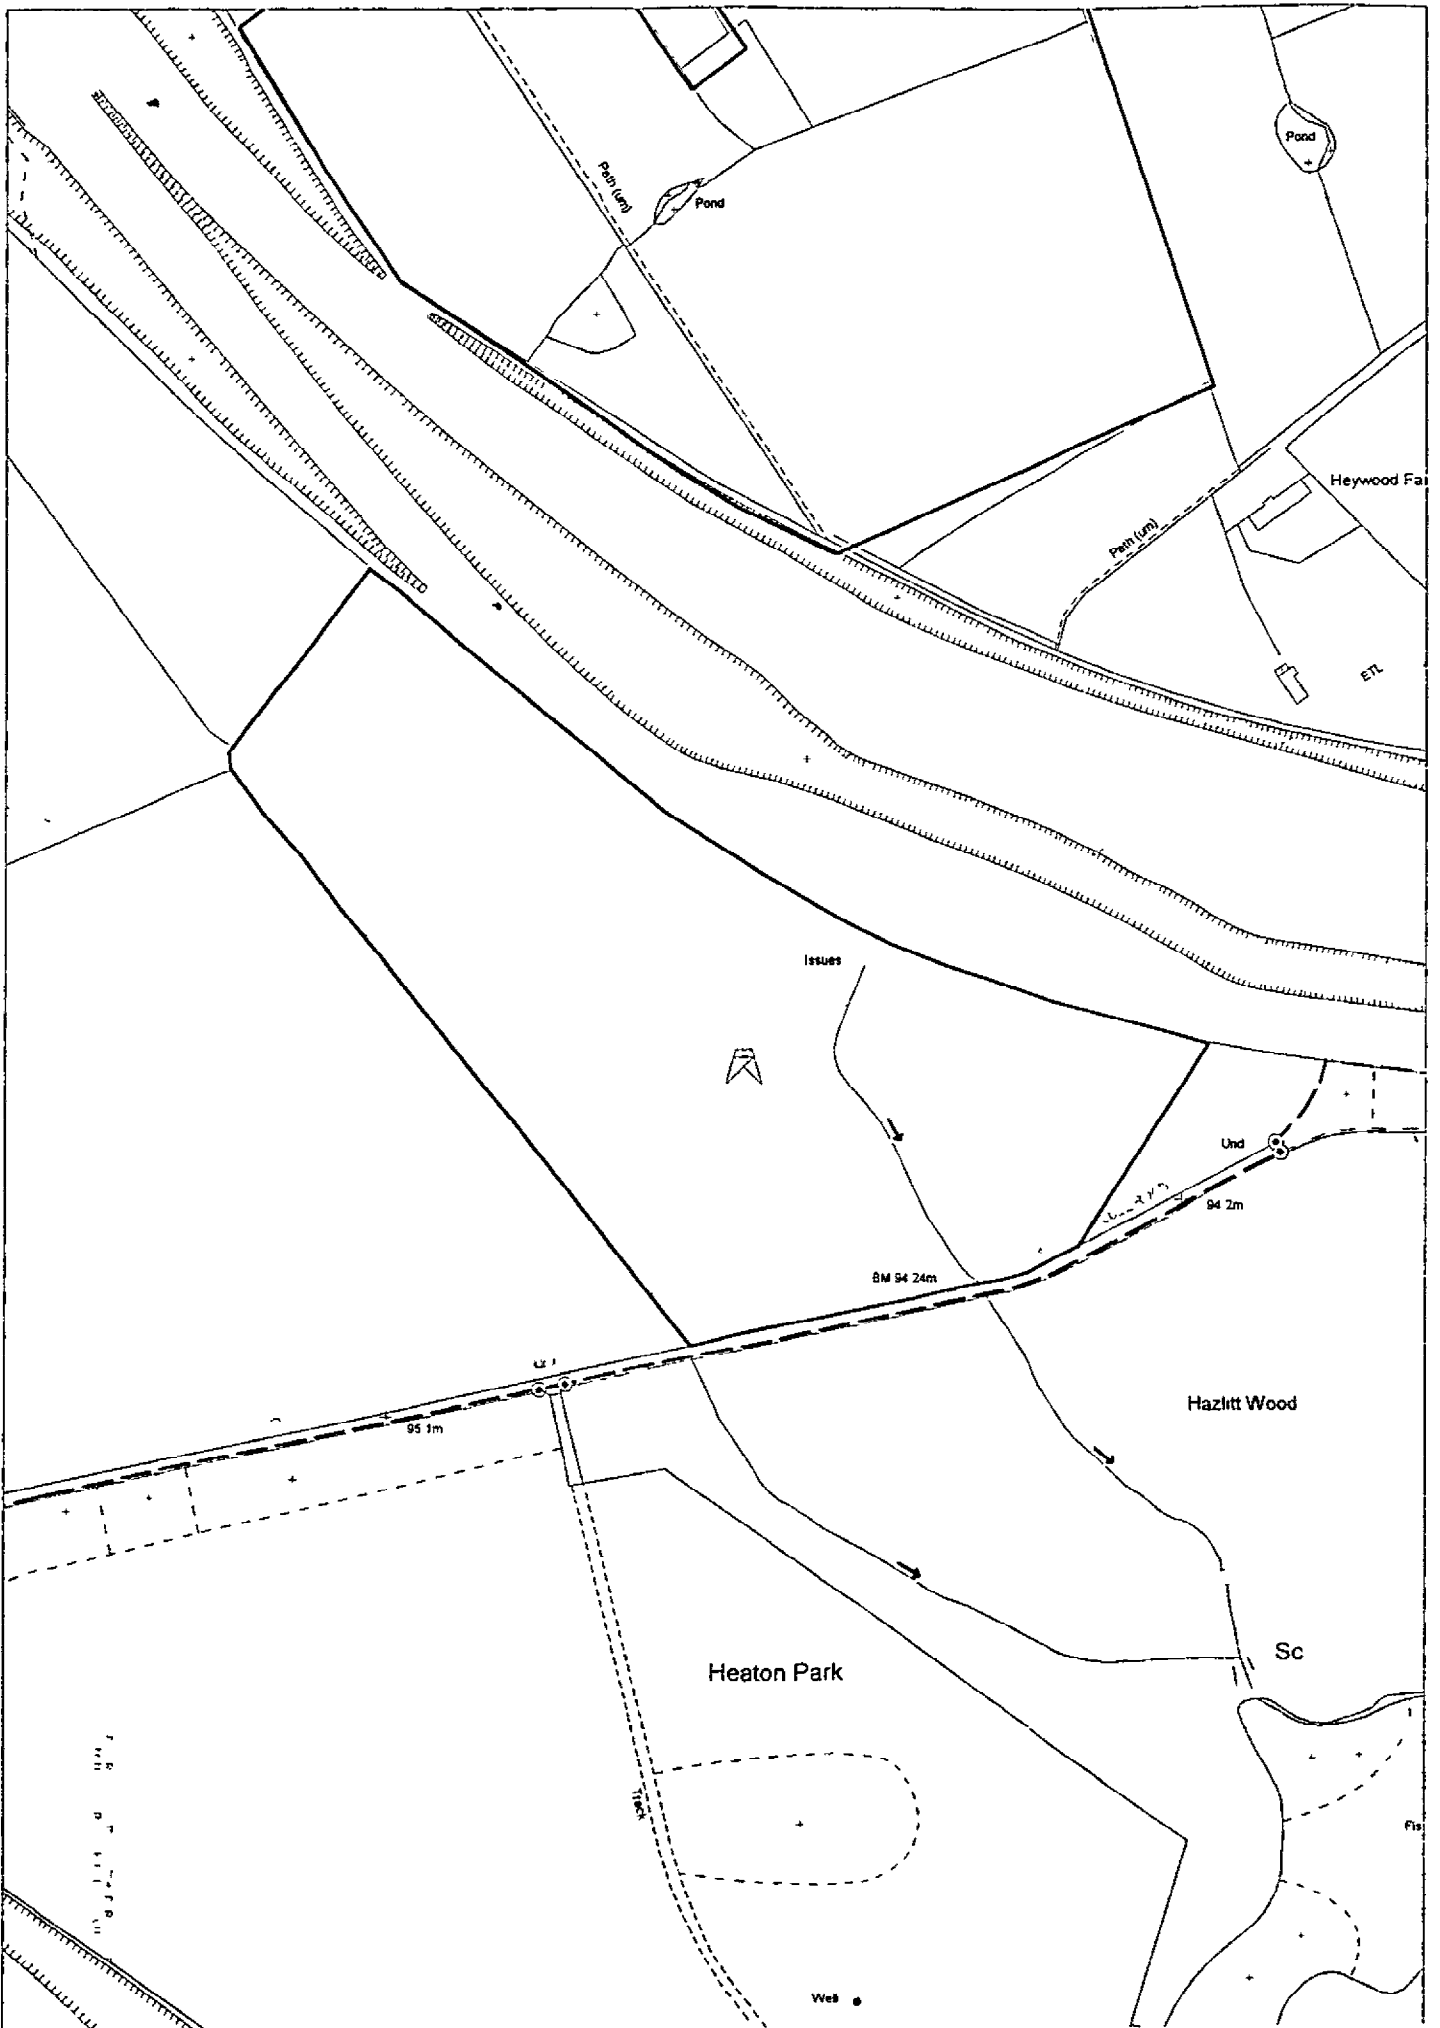 Pond
Path (um)
Pond
Heywood Fa
Path (um)
ETL
Issues
Und
94 2m
BM 94 24m
95 1m
Hazlitt Wood
Sc
Heaton Park
Track
Fis
Well